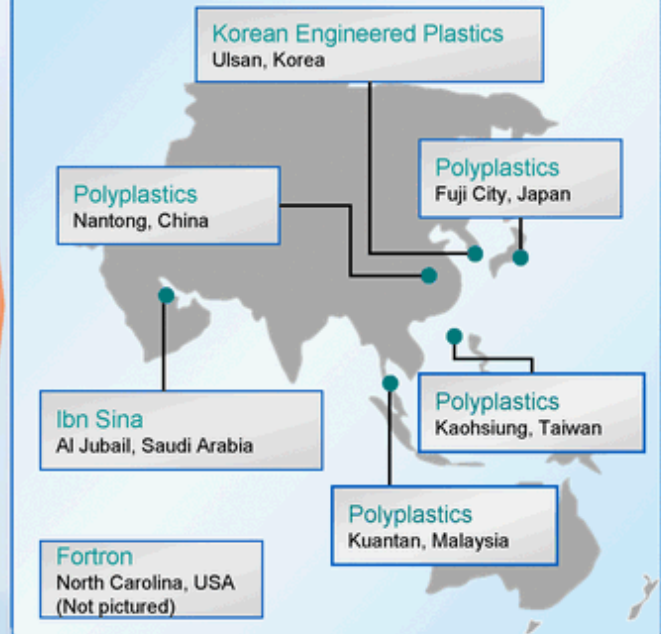 Korean Engineered Plastics
Ulsan, Korea
Polyplastics
Fuji City, Japan
Polyplastics
Nantong, China
Ibn Sina
Al Jubail, Saudi Arabia
Polyplastics
Kaohsiung, Taiwan
Polyplastics
Kuantan, Malaysia
Fortron
North Carolina, USA
(Not pictured)